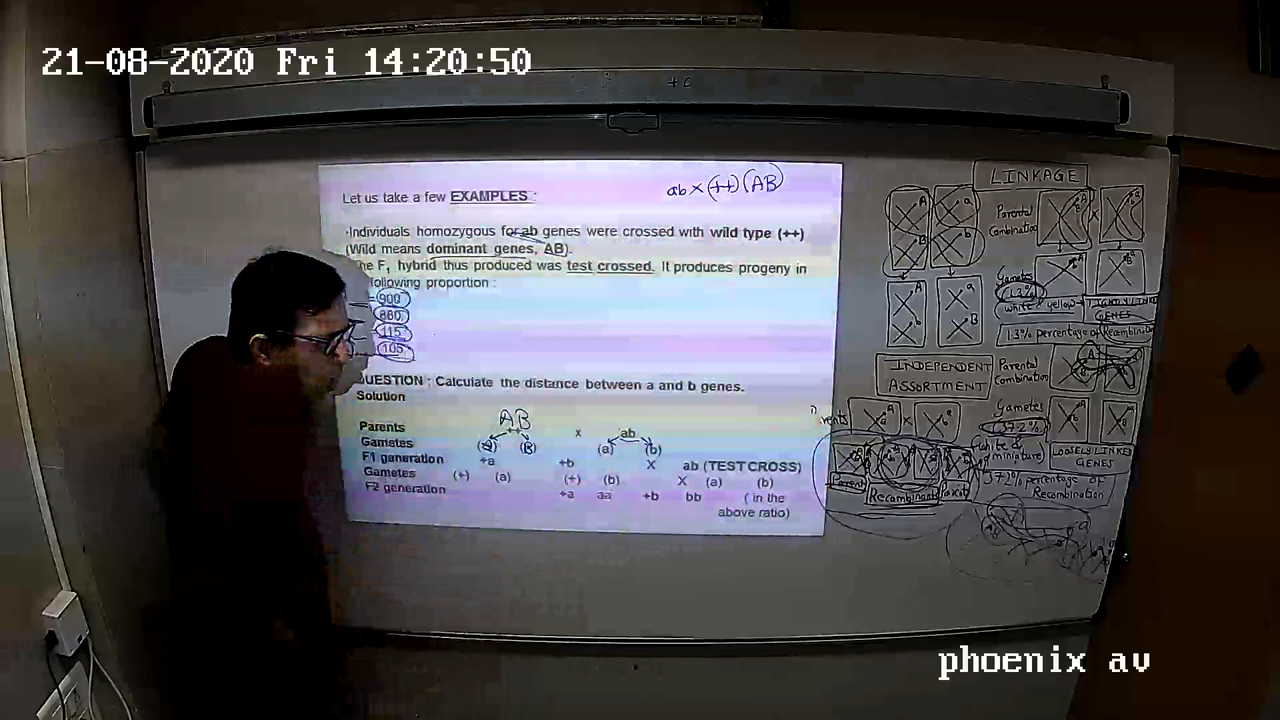 21-08-2020 Fri 14:20:50
ab × (++) (AB)
Let us take a few EXAMPLES :
·Individuals homozygous for ab genes were crossed with wild type (++)
(Wild means dominant genes, AB).
he F1 hybrid thus produced was test crossed. It produces progeny in
following proportion :
=900
880
115
105
QUESTION : Calculate the distance between a and b genes.
Solution
AB
Parents ++ x ab
Gametes (B) (a) (b)
F1 generation +a +b X ab (TEST CROSS)
Gametes (+) (a) (+) (b) X (a) (b)
F2 generation +a aa +b bb ( in the
above ratio)
LINKAGE
Parental
Combination
Gametes
1.3%
white & yellow
TIGHTLY LINKED
GENES
1.3% percentage of Recombination
INDEPENDENT
ASSORTMENT
Parental
Combination
Gametes
37.2%
(white &
miniature)
LOOSELY LINKED
GENES
37.2% percentage of
Recombination
Recombinants
phoenix av